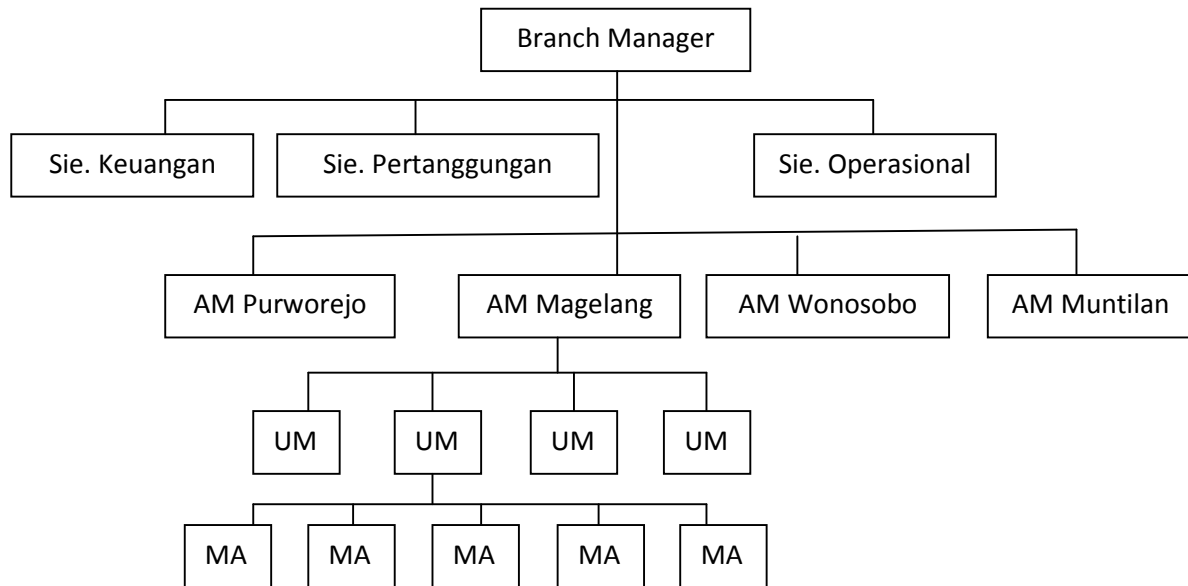 Branch Manager
Sie. Keuangan
Sie. Pertanggungan
Sie. Operasional
AM Purworejo
AM Magelang
AM Wonosobo
AM Muntilan
UM
UM
UM
UM
MA
MA
MA
MA
MA